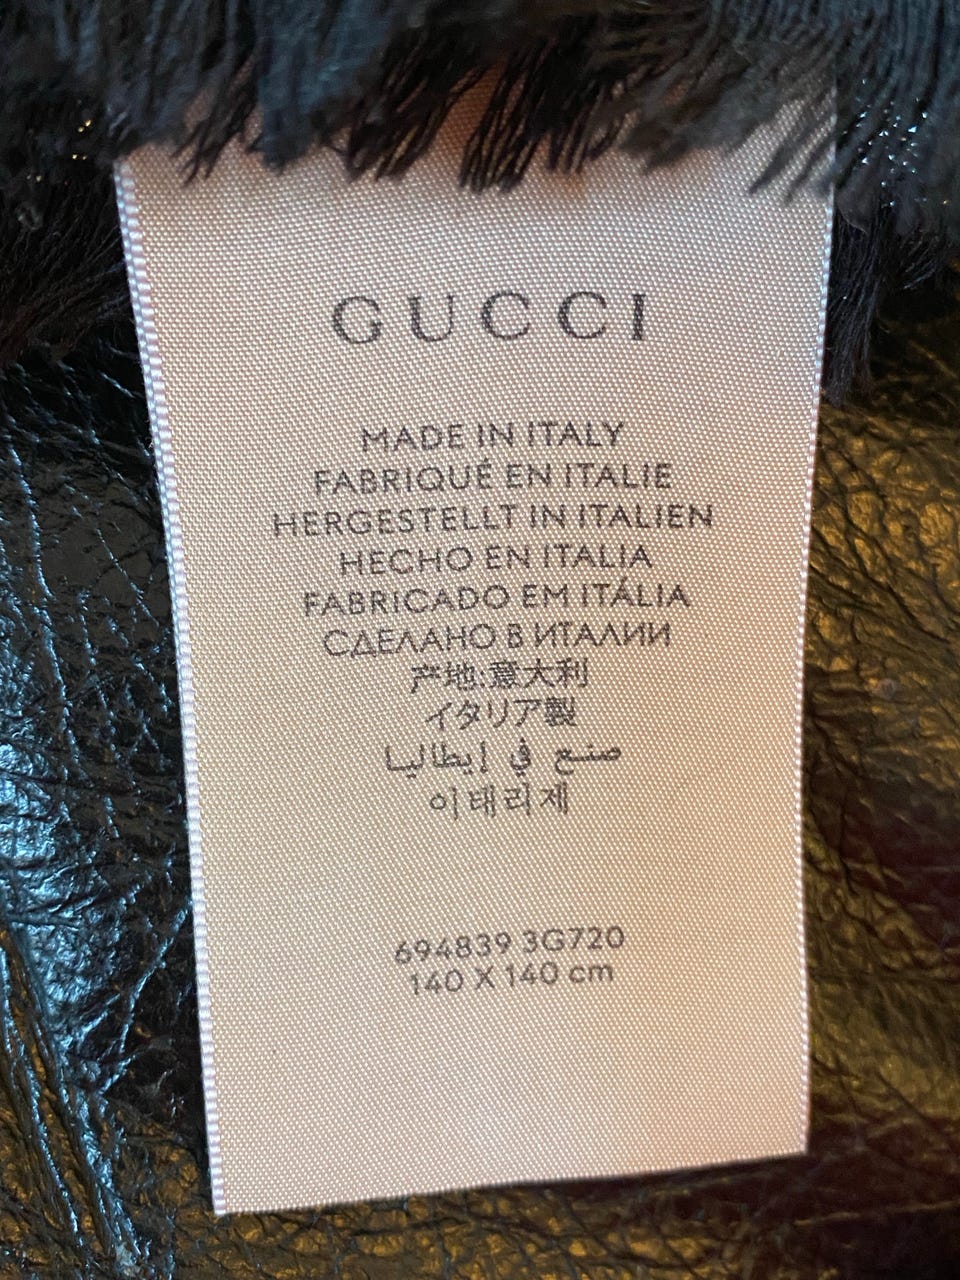 GUCCI
MADE IN ITALY
FABRIQUÉ EN ITALIE
HERGESTELLT IN ITALIEN
HECHO EN ITALIA
FABRICADO EM ITÁLIA
СДЕЛАНО В ИТАЛИИ
产地:意大利
イタリア製
صنع في إيطاليا
이태리제
694839 3G720
140 X 140 cm